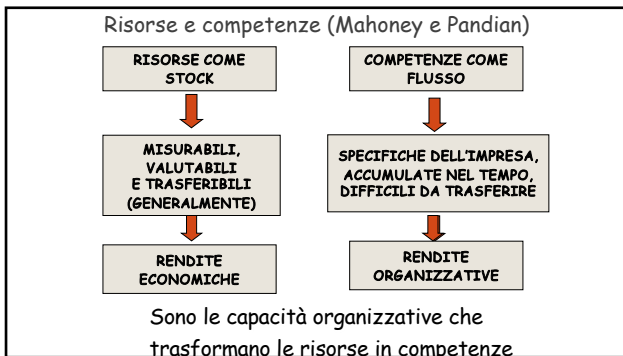 Risorse e competenze (Mahoney e Pandian)
RISORSE COME
STOCK
COMPETENZE COME
FLUSSO
MISURABILI,
VALUTABILI
E TRASFERIBILI
(GENERALMENTE)
SPECIFICHE DELL'IMPRESA,
ACCUMULATE NEL TEMPO,
DIFFICILI DA TRASFERIRE
RENDITE
ECONOMICHE
RENDITE
ORGANIZZATIVE
Sono le capacità organizzative che
trasformano le risorse in competenze